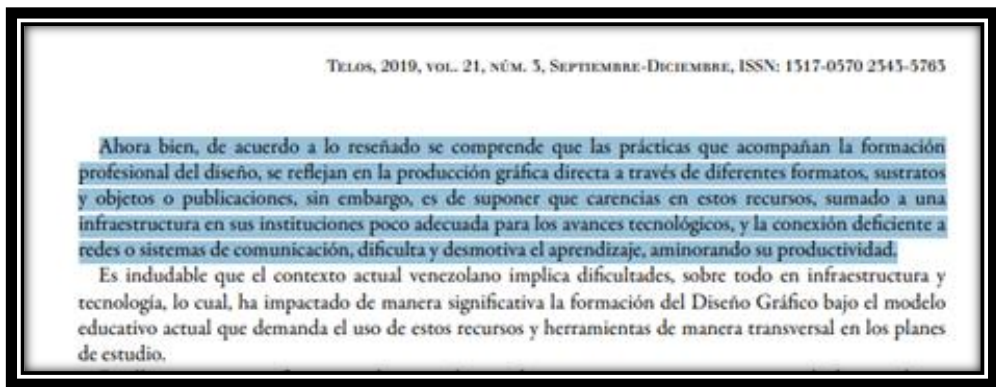 TELOS, 2019, VOL. 21, NÚM. 3, SEPTIEMBRE-DICIEMBRE, ISSN: 1317-0570 2343-5763
Ahora bien, de acuerdo a lo reseñado se comprende que las prácticas que acompañan la formación
profesional del diseño, se reflejan en la producción gráfica directa a través de diferentes formatos, sustratos
y objetos o publicaciones, sin embargo, es de suponer que carencias en estos recursos, sumado a una
infraestructura en sus instituciones poco adecuada para los avances tecnológicos, y la conexión deficiente a
redes o sistemas de comunicación, dificulta y desmotiva el aprendizaje, aminorando su productividad.
Es indudable que el contexto actual venezolano implica dificultades, sobre todo en infraestructura y
tecnología, lo cual, ha impactado de manera significativa la formación del Diseño Gráfico bajo el modelo
educativo actual que demanda el uso de estos recursos y herramientas de manera transversal en los planes
de estudio.